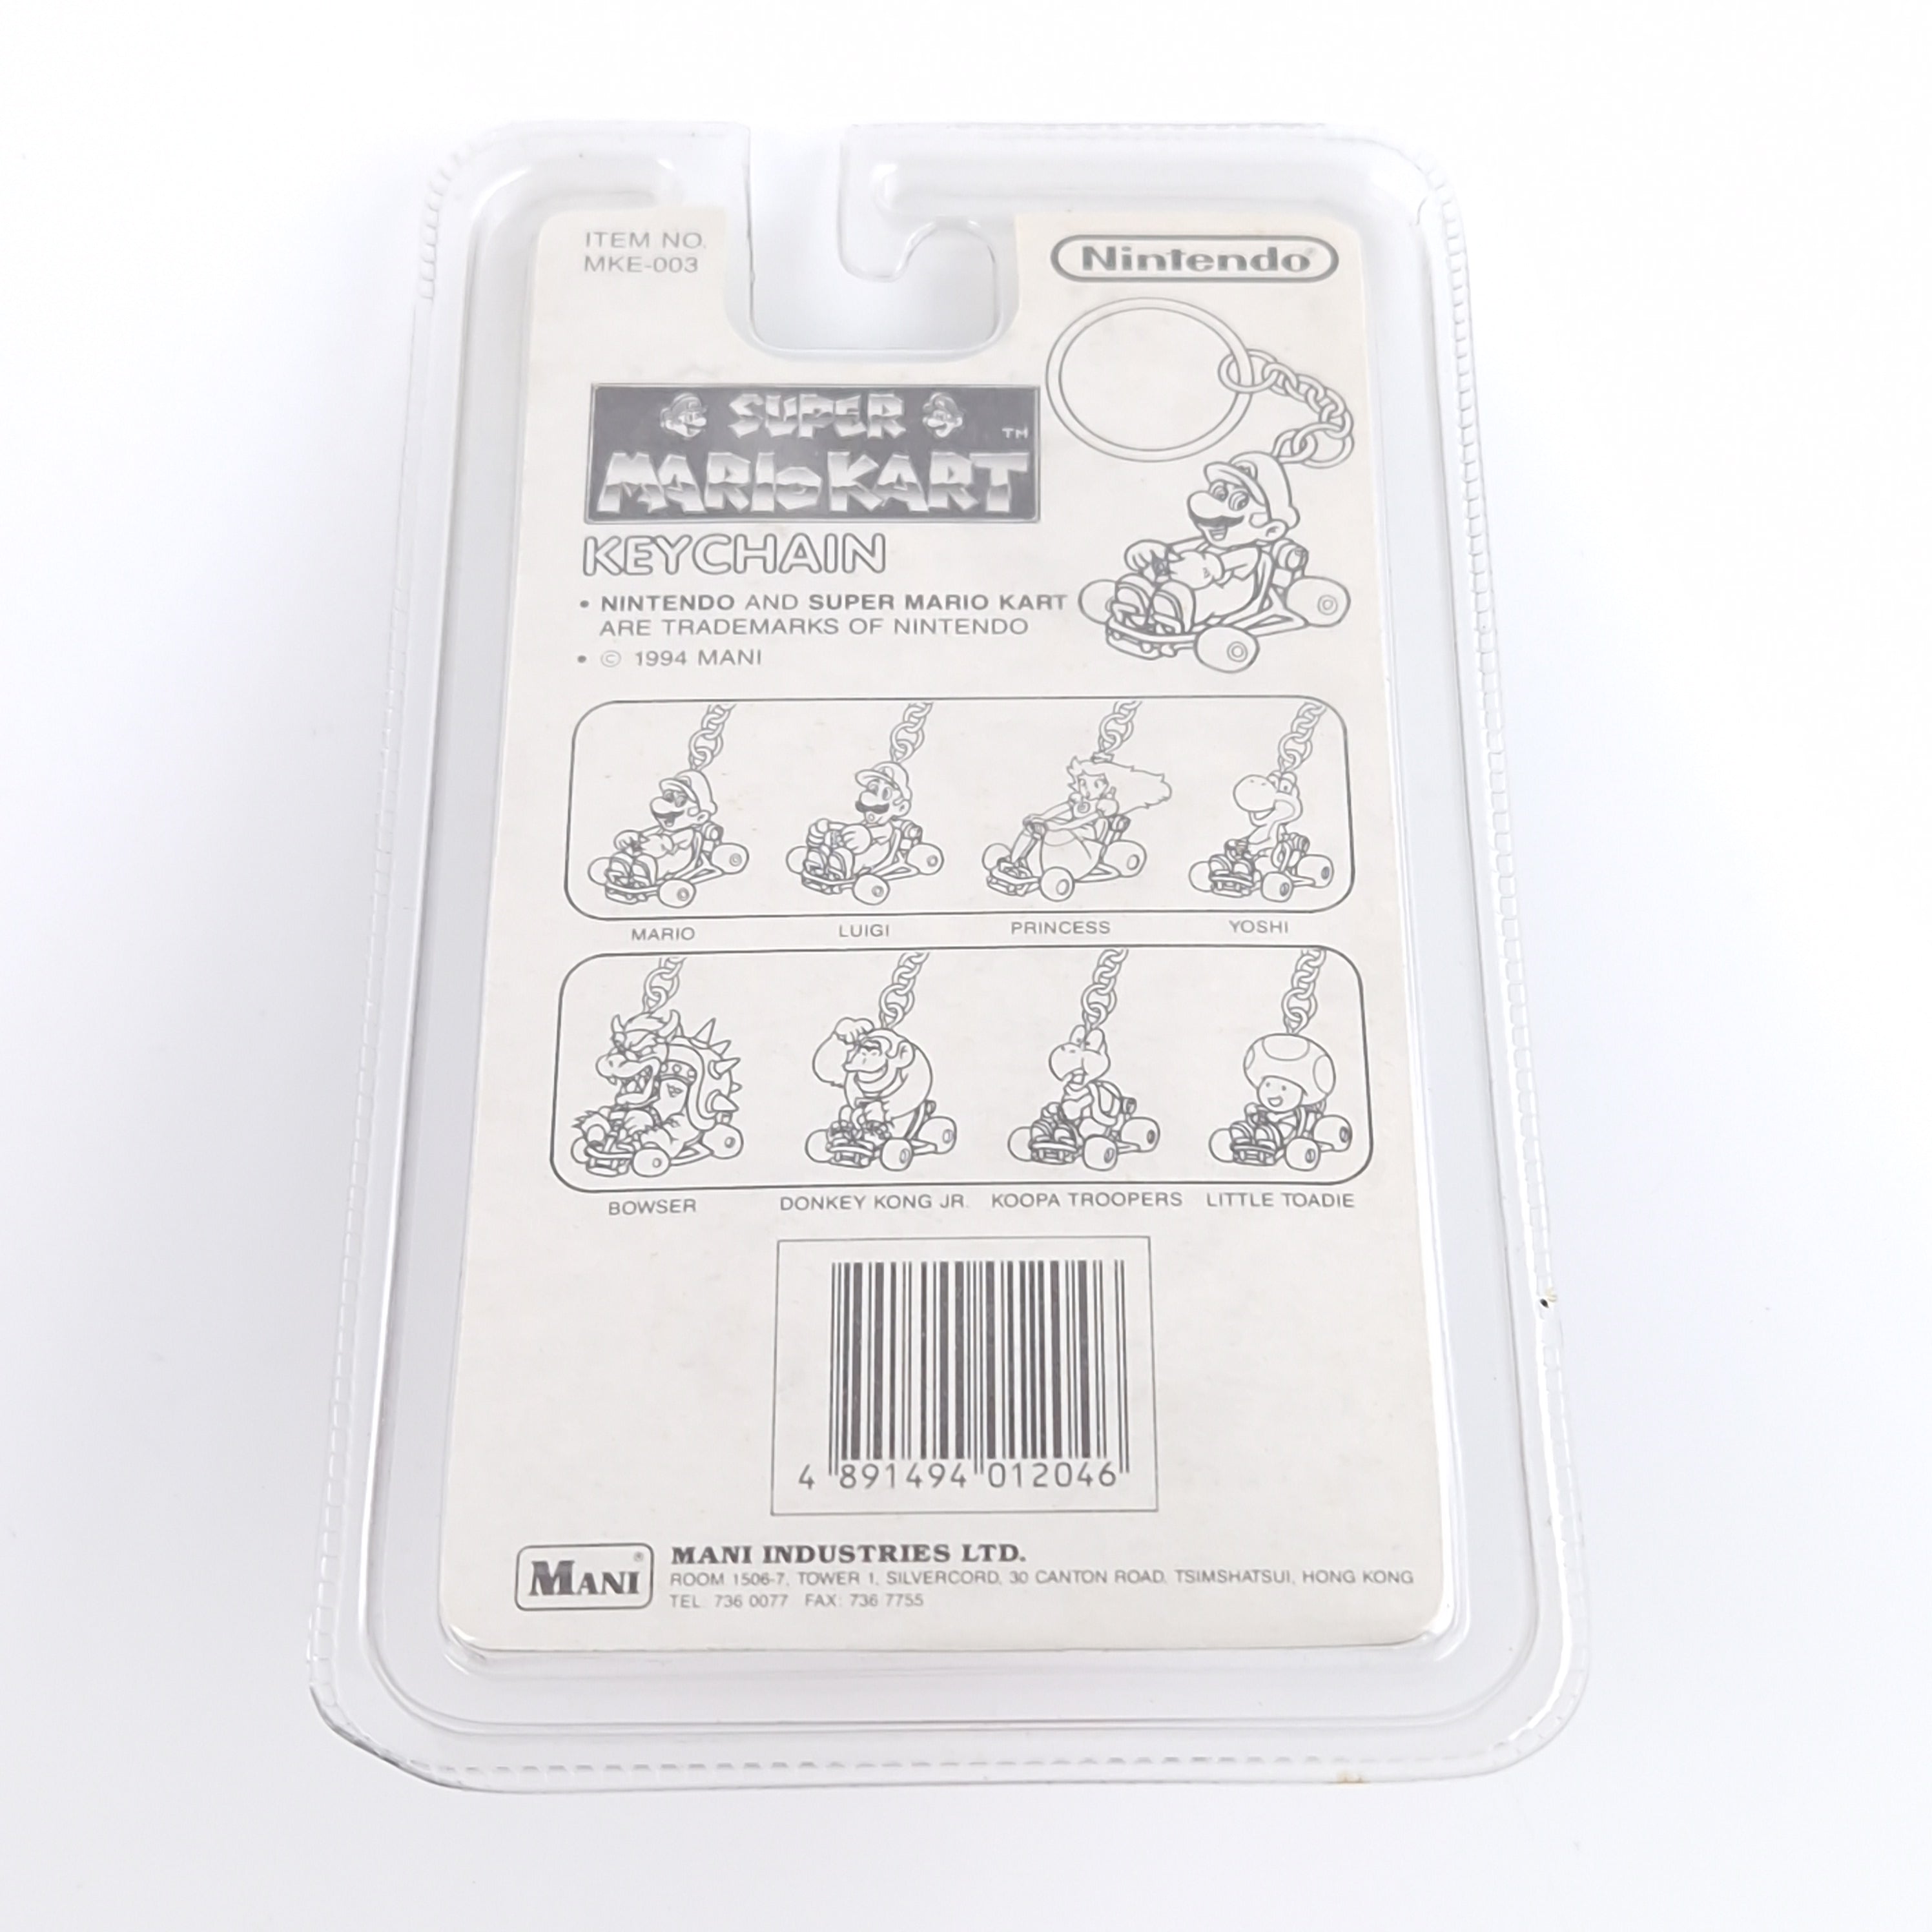 ITEM NO.
MKE-003
Nintendo®
SUPER
MARIO KART™
KEYCHAIN
• NINTENDO AND SUPER MARIO KART
ARE TRADEMARKS OF NINTENDO
• © 1994 MANI
MARIO LUIGI PRINCESS YOSHI
BOWSER DONKEY KONG JR. KOOPA TROOPERS LITTLE TOADIE
4 891494 012046
MANI®
MANI INDUSTRIES LTD.
ROOM 1506-7, TOWER 1, SILVERCORD, 30 CANTON ROAD, TSIMSHATSUI, HONG KONG
TEL: 736 0077 FAX: 736 7755